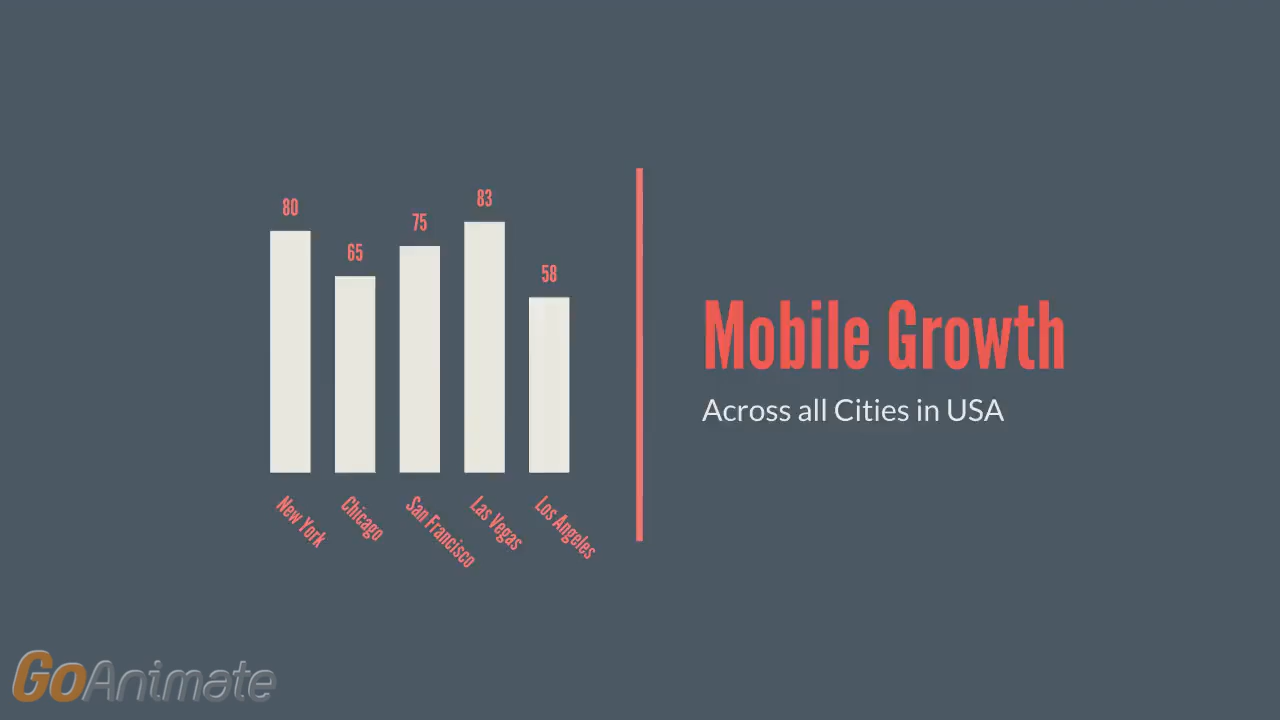 80
65
75
83
58
New York
Chicago
San Francisco
Las Vegas
Los Angeles
Mobile Growth
Across all Cities in USA
GoAnimate